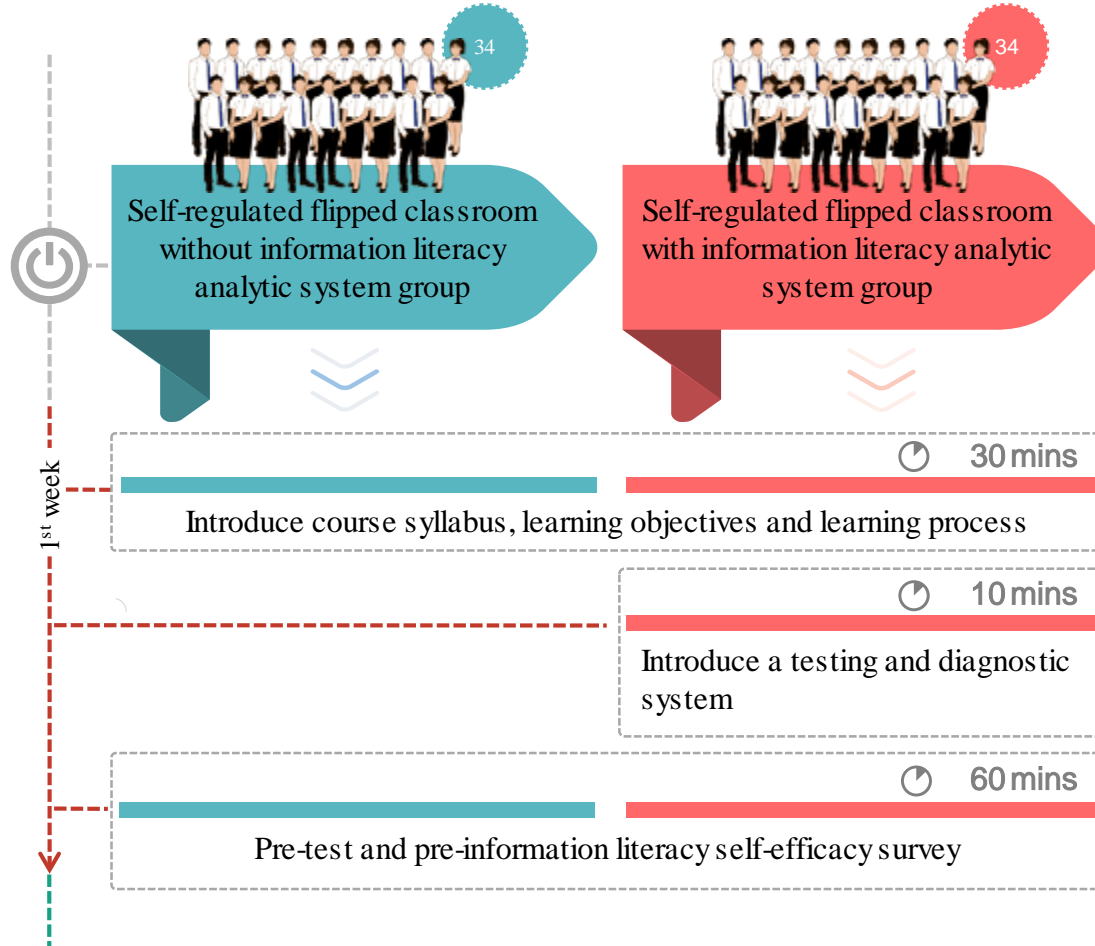 34
34
Self-regulated flipped classroom
without information literacy
analytic system group
Self-regulated flipped classroom
with information literacy analytic
system group
1st week
30 mins
Introduce course syllabus, learning objectives and learning process
10 mins
Introduce a testing and diagnostic
system
60 mins
Pre-test and pre-information literacy self-efficacy survey